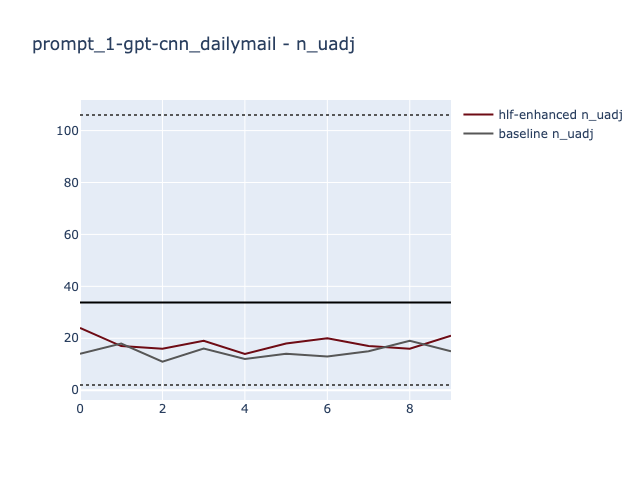 prompt_1-gpt-cnn_dailymail - n_uadj
hlf-enhanced n_uadj
baseline n_uadj
100
80
60
40
20
0
0 2 4 6 8